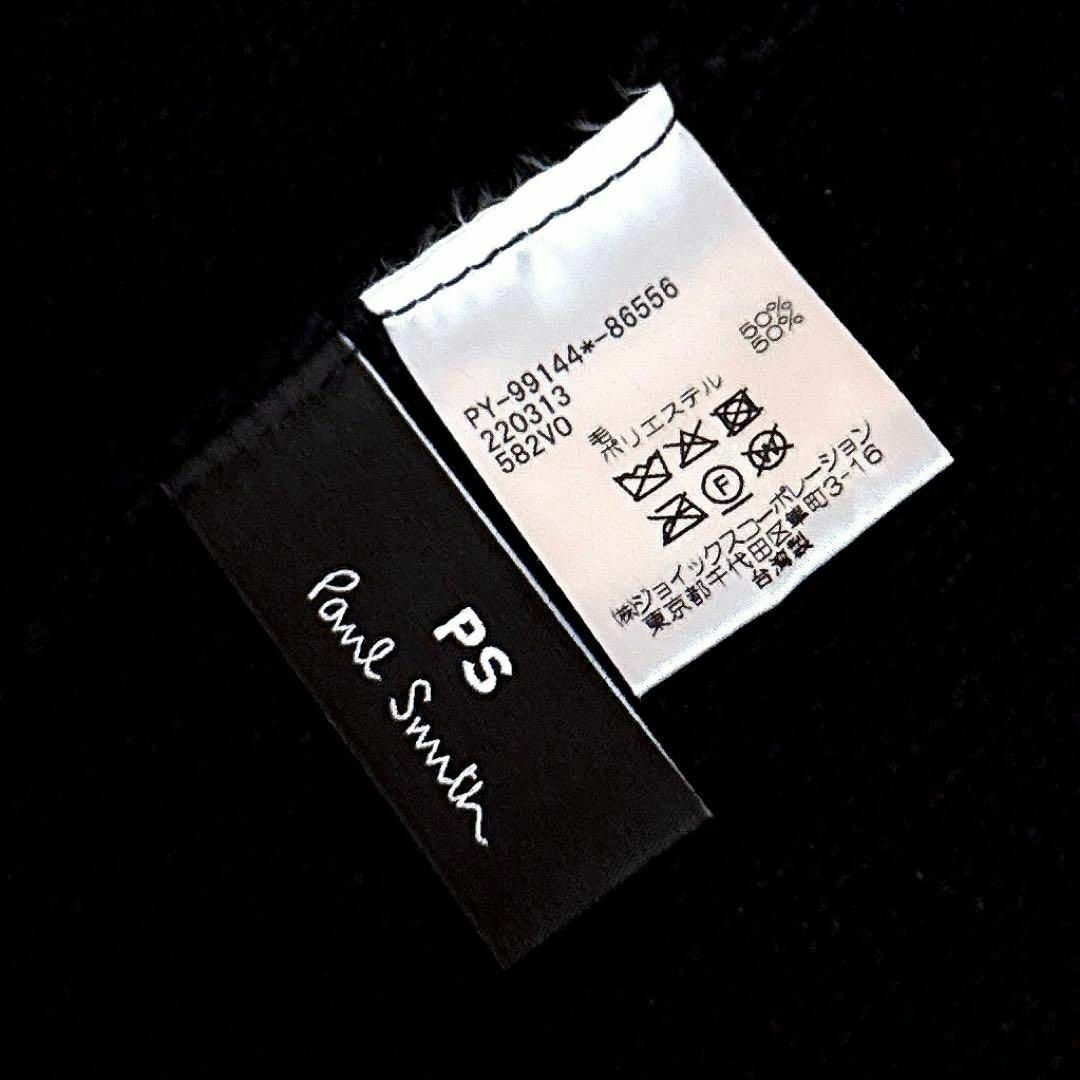 PY-99144*-86556
220313
582V0
毛 50%
ポリエステル 50%
F
W
㈱ジョイックスコーポレーション
東京都千代田区麹町3-16
台湾製
PS
Paul Smith